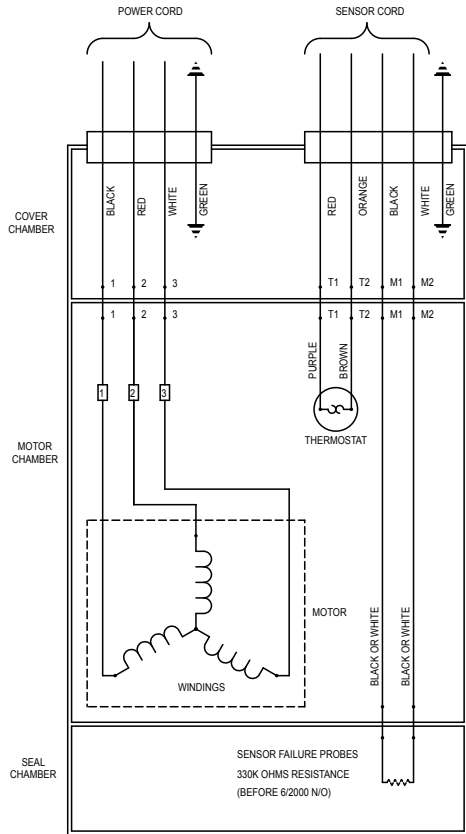 POWER CORD
SENSOR CORD
BLACK
RED
WHITE
GREEN
RED
ORANGE
BLACK
WHITE
GREEN
COVER
CHAMBER
1
2
3
T1
T2
M1
M2
1
2
3
T1
T2
M1
M2
PURPLE
BROWN
1
2
3
THERMOSTAT
MOTOR
CHAMBER
MOTOR
WINDINGS
BLACK OR WHITE
BLACK OR WHITE
SEAL
CHAMBER
SENSOR FAILURE PROBES
330K OHMS RESISTANCE
(BEFORE 6/2000 N/O)